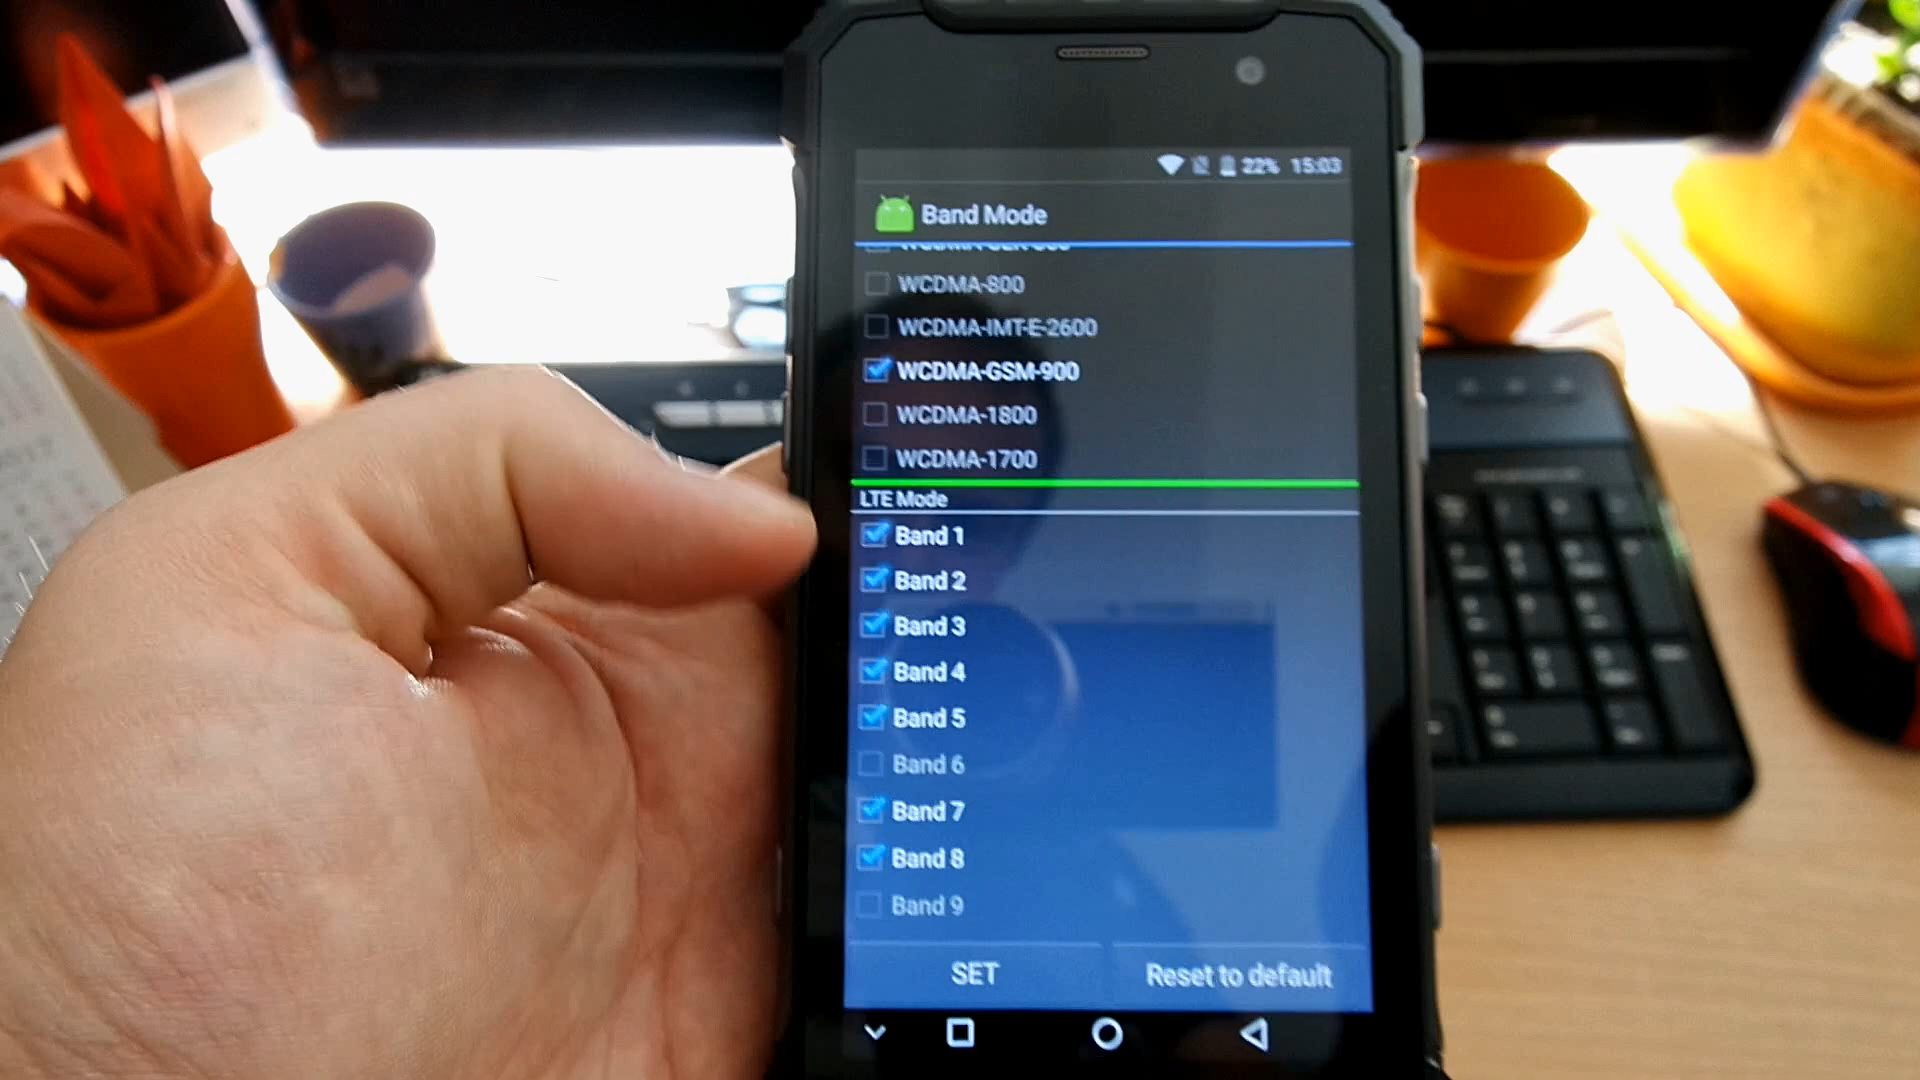 22% 15:03
Band Mode
WCDMA-800
WCDMA-IMT-E-2600
WCDMA-GSM-900
WCDMA-1800
WCDMA-1700
LTE Mode
Band 1
Band 2
Band 3
Band 4
Band 5
Band 6
Band 7
Band 8
Band 9
SET Reset to default